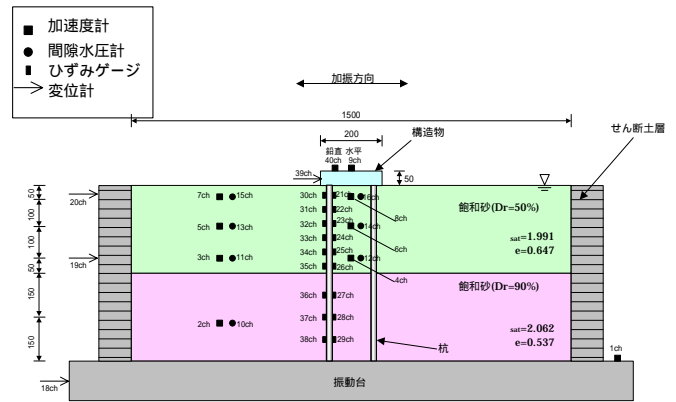 加速度計
間隙水圧計
ひずみゲージ
変位計
加振方向
1500
200
構造物
せん断土層
鉛直 水平
40ch 9ch
39ch
50
20ch
19ch
18ch
50
100
100
50
150
150
7ch
15ch
5ch
13ch
3ch
11ch
2ch
10ch
30ch
31ch
32ch
33ch
34ch
35ch
36ch
37ch
38ch
21ch
22ch
23ch
24ch
25ch
26ch
27ch
28ch
29ch
16ch
14ch
12ch
8ch
6ch
4ch
飽和砂(Dr=50%)
sat=1.991
e=0.647
飽和砂(Dr=90%)
sat=2.062
e=0.537
杭
1ch
振動台